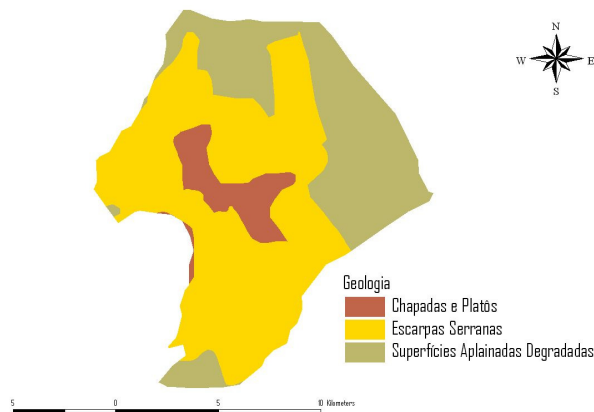 N
W E
S
Geologia
Chapadas e Platôs
Escarpas Serranas
Superfícies Aplainadas Degradadas
5 0 5 10 Kilometers